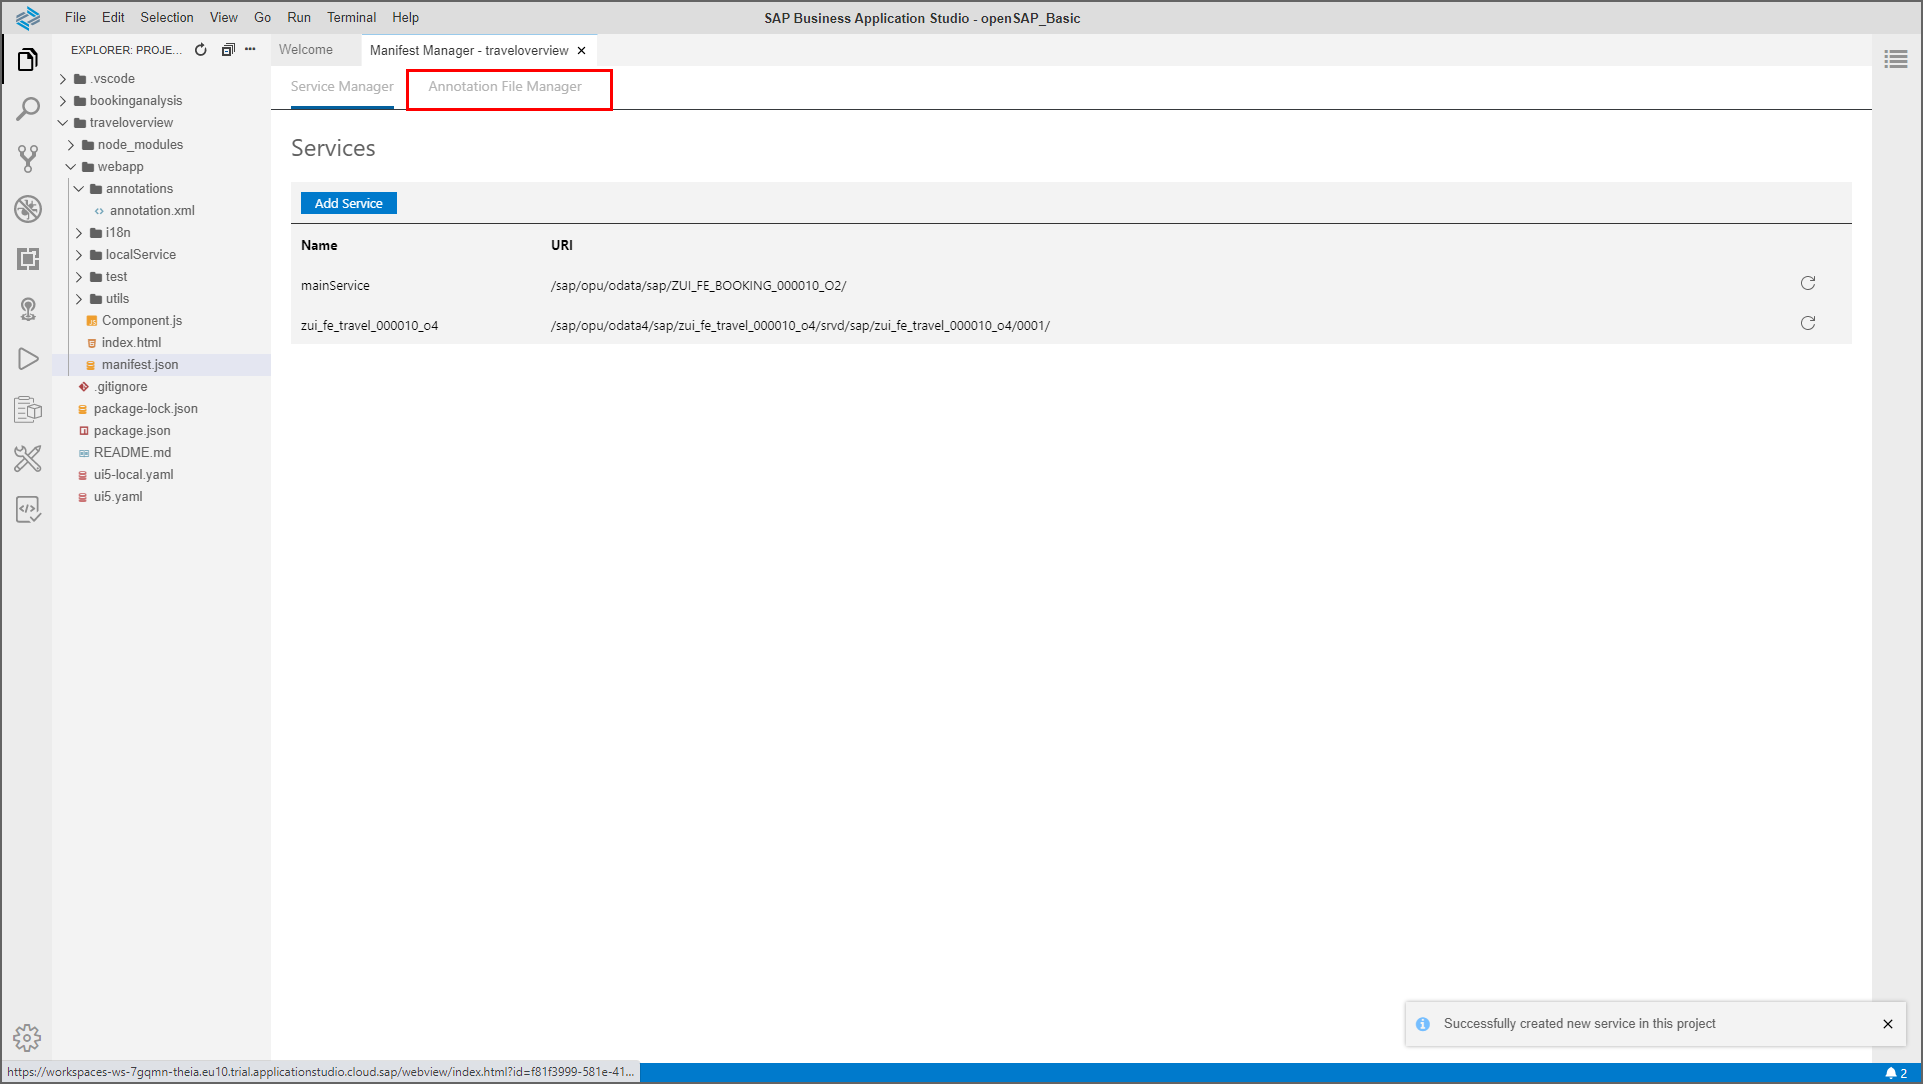 File Edit Selection View Go Run Terminal Help
SAP Business Application Studio - openSAP_Basic
EXPLORER: PROJE...
.vscode
bookinganalysis
traveloverview
node_modules
webapp
annotations
annotation.xml
i18n
localService
test
utils
Component.js
index.html
manifest.json
.gitignore
package-lock.json
package.json
README.md
ui5-local.yaml
ui5.yaml
Welcome
Manifest Manager - traveloverview
Service Manager
Annotation File Manager
Services
Add Service
Name URI
mainService /sap/opu/odata/sap/ZUI_FE_BOOKING_000010_O2/
zui_fe_travel_000010_o4 /sap/opu/odata4/sap/zui_fe_travel_000010_o4/srvd/sap/zui_fe_travel_000010_o4/0001/
Successfully created new service in this project
https://workspaces-ws-7gqmn-theia.eu10.trial.applicationstudio.cloud.sap/webview/index.html?id=f81f3999-581e-41...
2